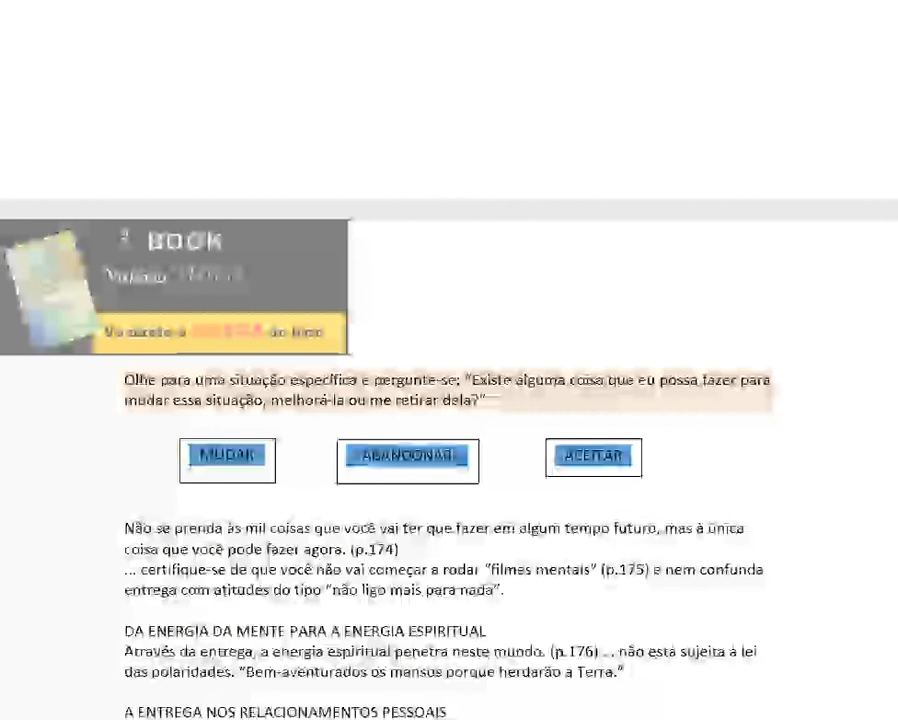 BOOK
Olhe para uma situação específica e pergunte-se: "Existe alguma coisa que eu possa fazer para
mudar essa situação, melhorá-la ou me retirar dela?"
MUDAR ABANDONAR ACEITAR
Não se prenda às mil coisas que você vai ter que fazer em algum tempo futuro, mas à única
coisa que você pode fazer agora. (p.174)
... certifique-se de que você não vai começar a rodar "filmes mentais" (p.175) e nem confunda
entrega com atitudes do tipo "não ligo mais para nada".
DA ENERGIA DA MENTE PARA A ENERGIA ESPIRITUAL
Através da entrega, a energia espiritual penetra neste mundo. (p.176) ... não está sujeita à lei
das polaridades. "Bem-aventurados os mansos porque herdarão a Terra."
A ENTREGA NOS RELACIONAMENTOS PESSOAIS